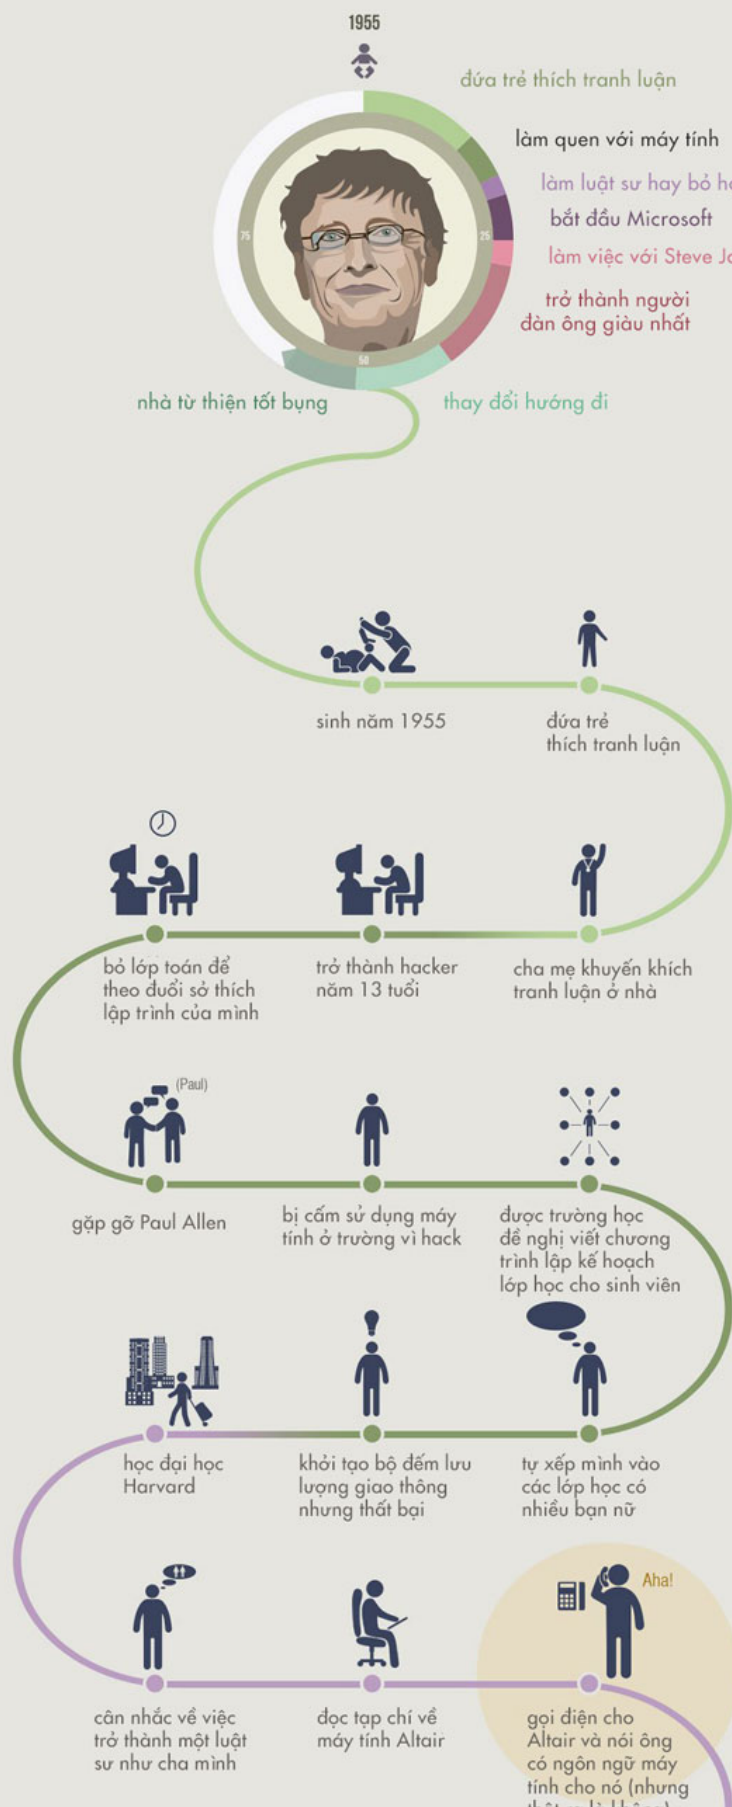 1955
đứa trẻ thích tranh luận
làm quen với máy tính
làm luật sư hay bỏ
bắt đầu Microsoft
làm việc với Steve
trở thành người
đàn ông giàu nhất
75
25
50
nhà từ thiện tốt bụng
thay đổi hướng đi
sinh năm 1955
đứa trẻ
thích tranh luận
cha mẹ khuyến khích
tranh luận ở nhà
trở thành hacker
năm 13 tuổi
bỏ lớp toán để
theo đuổi sở thích
lập trình của mình
(Paul)
gặp gỡ Paul Allen
bị cấm sử dụng máy
tính ở trường vì hack
được trường học
đề nghị viết chương
trình lập kế hoạch
lớp học cho sinh viên
tự xếp mình vào
các lớp học có
nhiều bạn nữ
khởi tạo bộ đếm lưu
lượng giao thông
nhưng thất bại
học đại học
Harvard
cân nhắc về việc
trở thành một luật
sư như cha mình
đọc tạp chí về
máy tính Altair
Aha!
gọi điện cho
Altair và nói ông
có ngôn ngữ máy
tính cho nó (nhưng